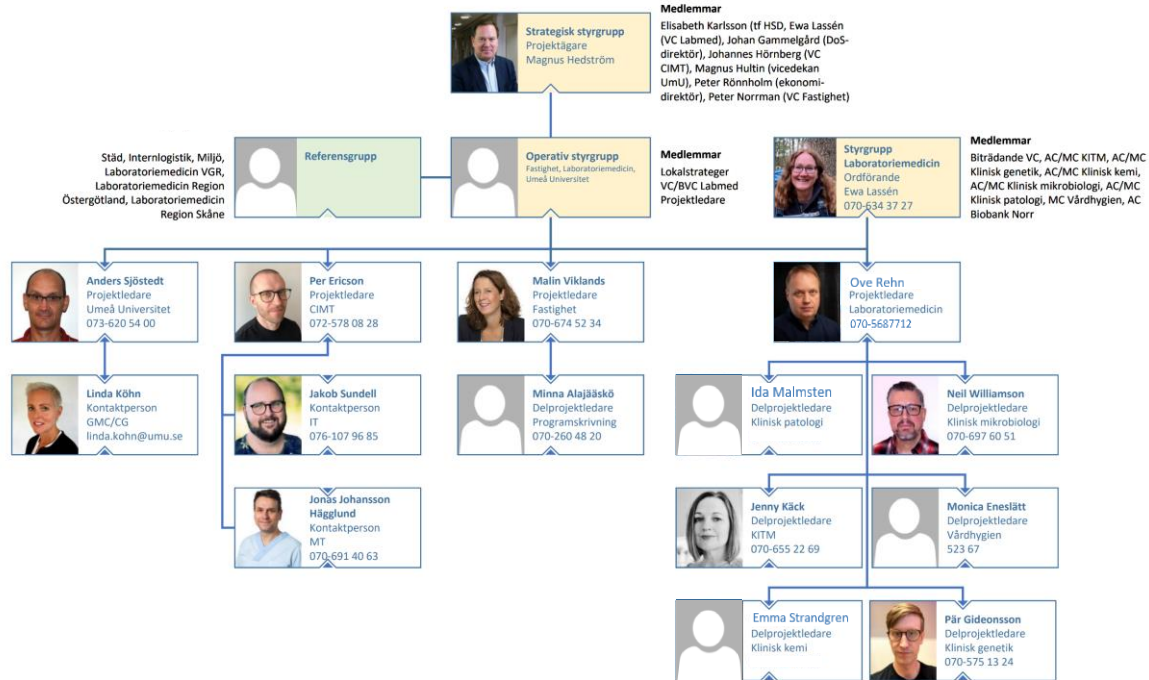 Strategisk styrgrupp
Projektägare
Magnus Hedström
Medlemmar
Elisabeth Karlsson (tf HSD, Ewa Lassén
(VC Labmed), Johan Gammelgård (DoS-
direktör), Johannes Hörnberg (VC
CIMT), Magnus Hultin (vicedekan
UmU), Peter Rönnholm (ekonomi-
direktör), Peter Norrman (VC Fastighet)
Städ, Internlogistik, Miljö,
Laboratoriemedicin VGR,
Laboratoriemedicin Region
Östergötland, Laboratoriemedicin
Region Skåne
Referensgrupp
Operativ styrgrupp
Fastighet, Laboratoriemedicin,
Umeå Universitet
Medlemmar
Lokalstrateger
VC/BVC Labmed
Projektledare
Styrgrupp
Laboratoriemedicin
Ordförande
Ewa Lassén
070-634 37 27
Medlemmar
Biträdande VC, AC/MC KITM, AC/MC
Klinisk genetik, AC/MC Klinisk kemi,
AC/MC Klinisk mikrobiologi, AC/MC
Klinisk patologi, MC Vårdhygien, AC
Biobank Norr
Anders Sjöstedt
Projektledare
Umeå Universitet
073-620 54 00
Per Ericson
Projektledare
CIMT
072-578 08 28
Malin Viklands
Projektledare
Fastighet
070-674 52 34
Ove Rehn
Projektledare
Laboratoriemedicin
070-5687712
Linda Köhn
Kontaktperson
GMC/CG
linda.kohn@umu.se
Jakob Sundell
Kontaktperson
IT
076-107 96 85
Minna Alajääskö
Delprojektledare
Programskrivning
070-260 48 20
Ida Malmsten
Delprojektledare
Klinisk patologi
Neil Williamson
Delprojektledare
Klinisk mikrobiologi
070-697 60 51
Jonas Johansson
Hägglund
Kontaktperson
MT
070-691 40 63
Jenny Käck
Delprojektledare
KITM
070-655 22 69
Monica Eneslätt
Delprojektledare
Vårdhygien
523 67
Emma Strandgren
Delprojektledare
Klinisk kemi
Pär Gideonsson
Delprojektledare
Klinisk genetik
070-575 13 24